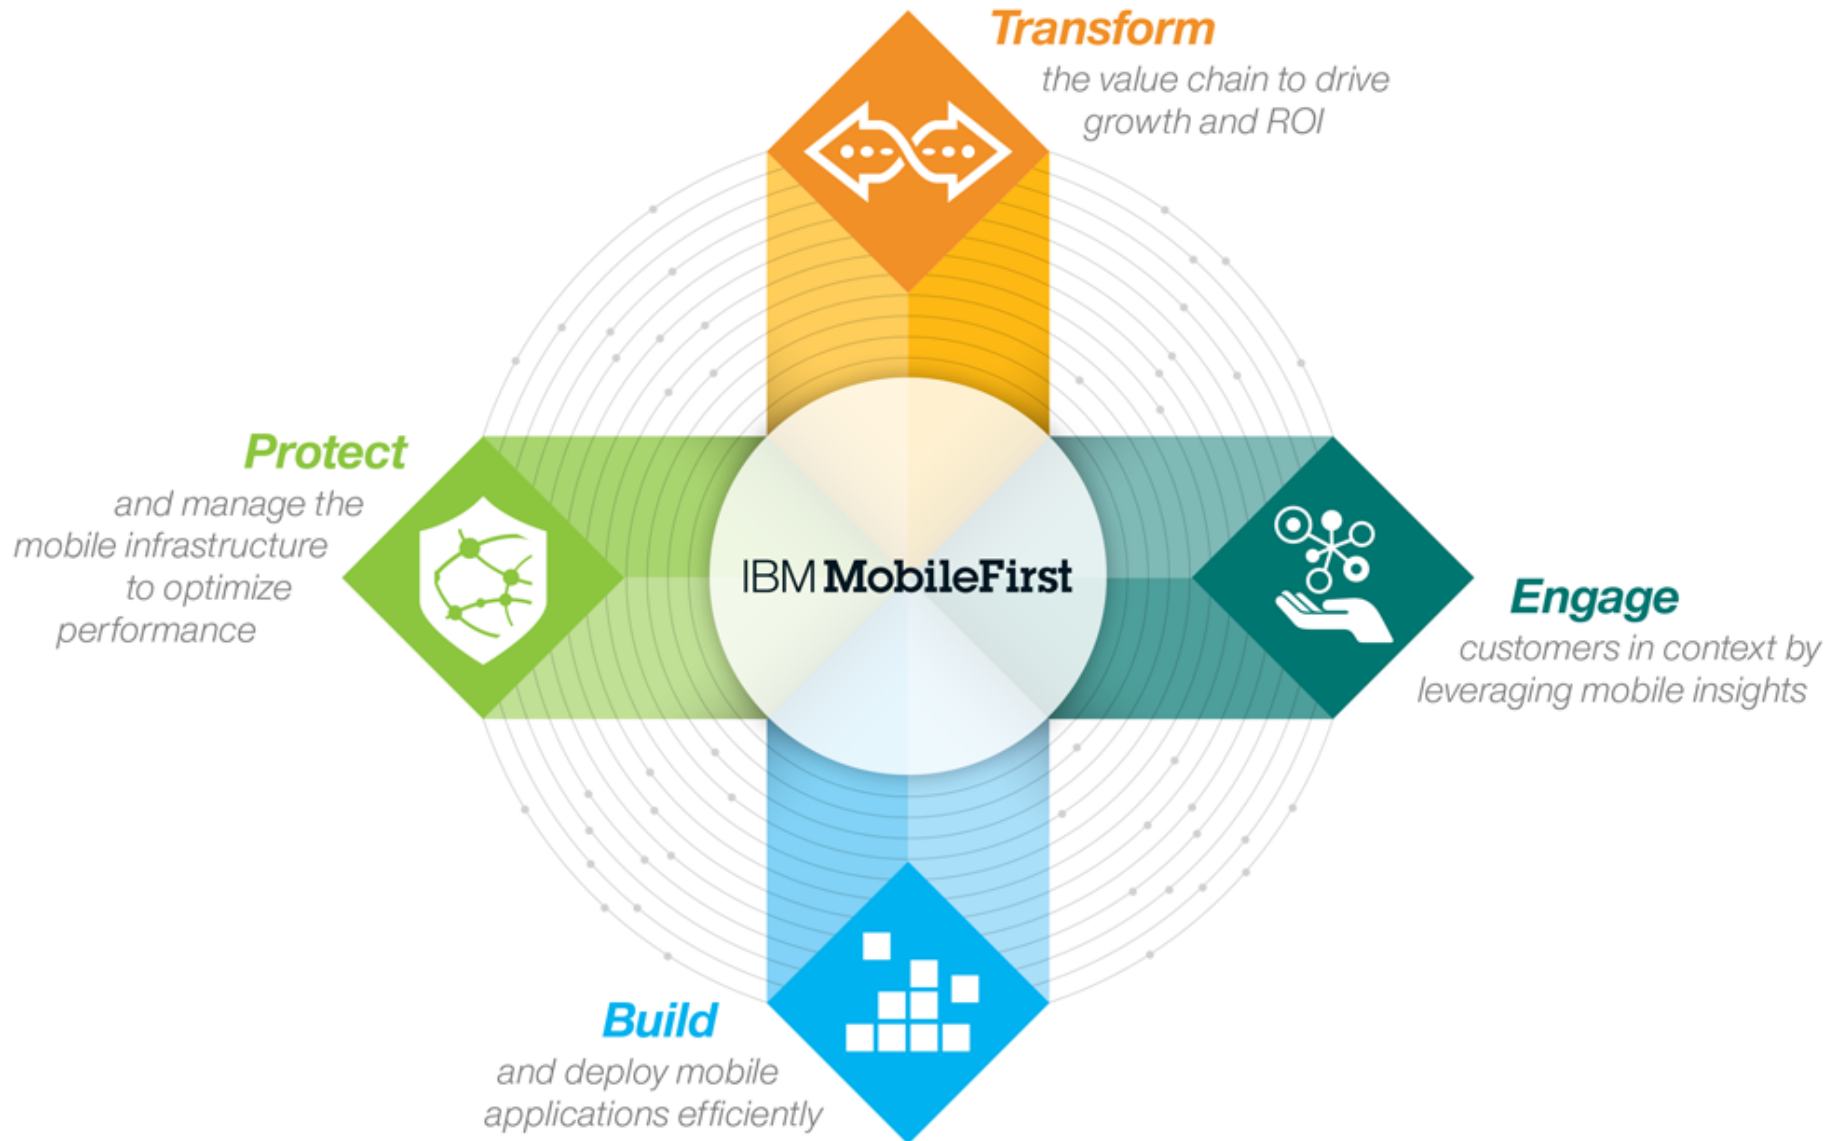 Transform
the value chain to drive
growth and ROI
Protect
and manage the
mobile infrastructure
to optimize
performance
IBM MobileFirst
Engage
customers in context by
leveraging mobile insights
Build
and deploy mobile
applications efficiently